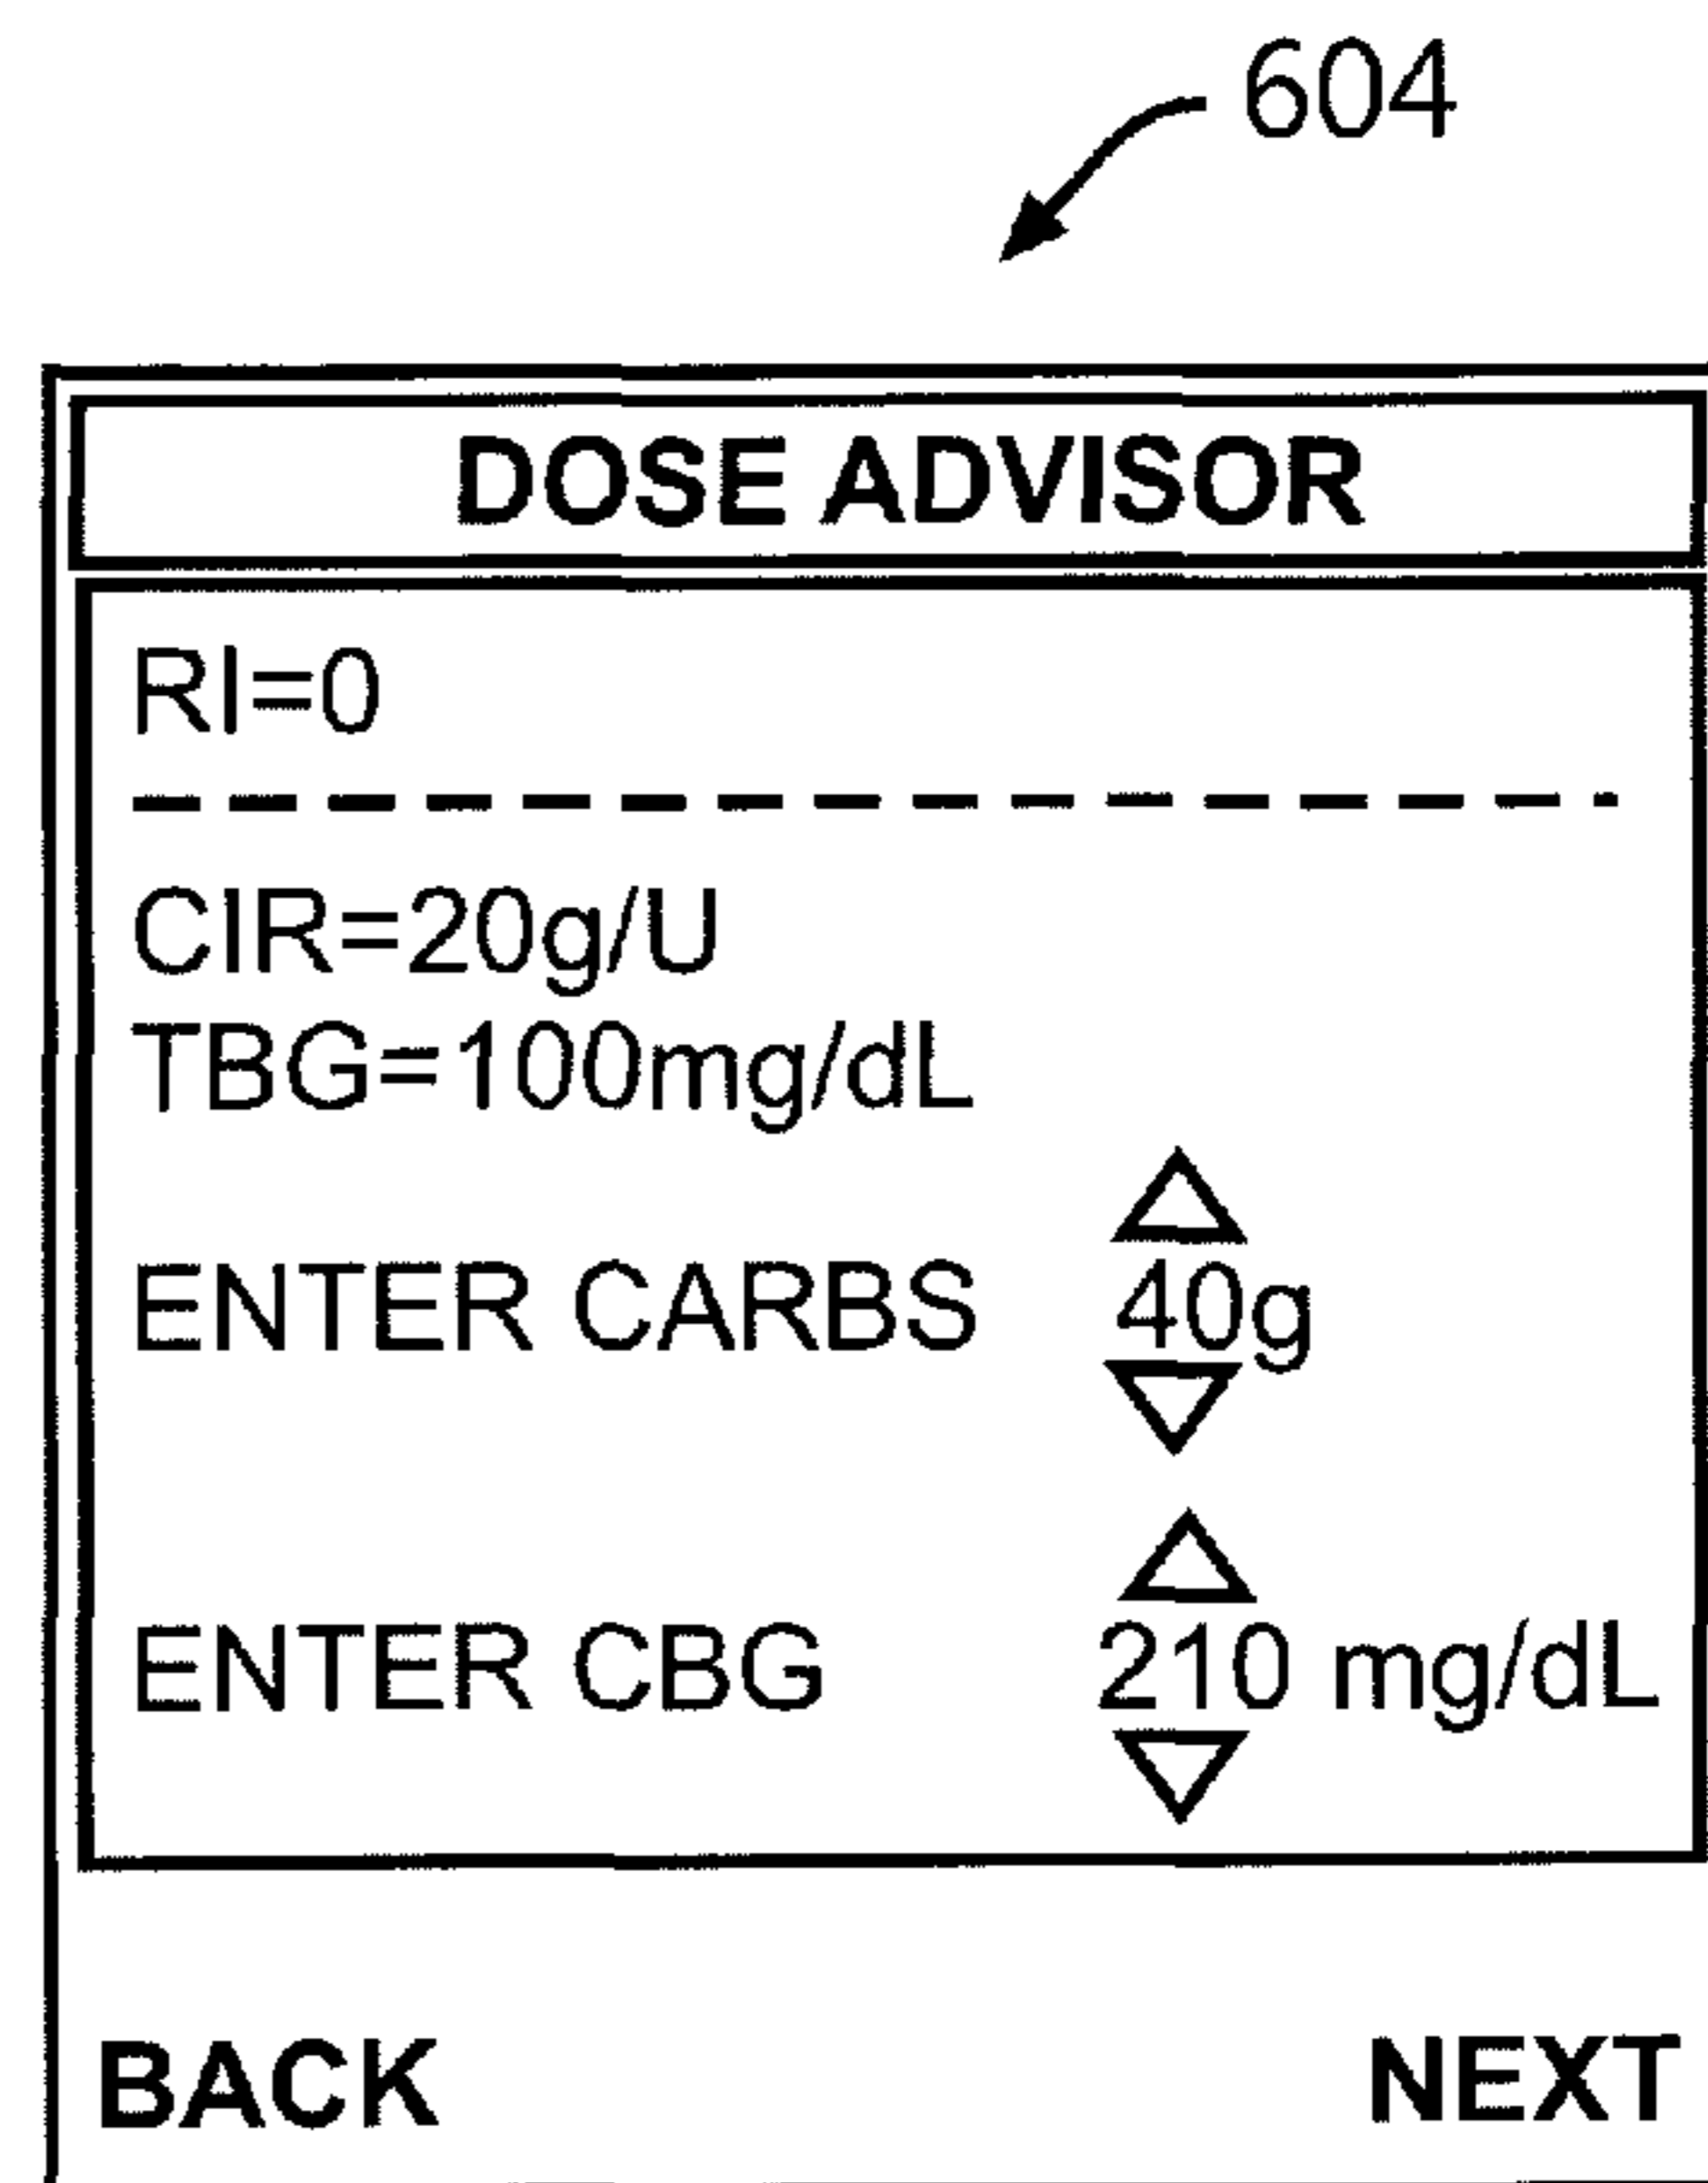 604
DOSE ADVISOR
RI=0
CIR=20g/U
TBG=100mg/dL
ENTER CARBS 40g
ENTER CBG 210 mg/dL
BACK NEXT